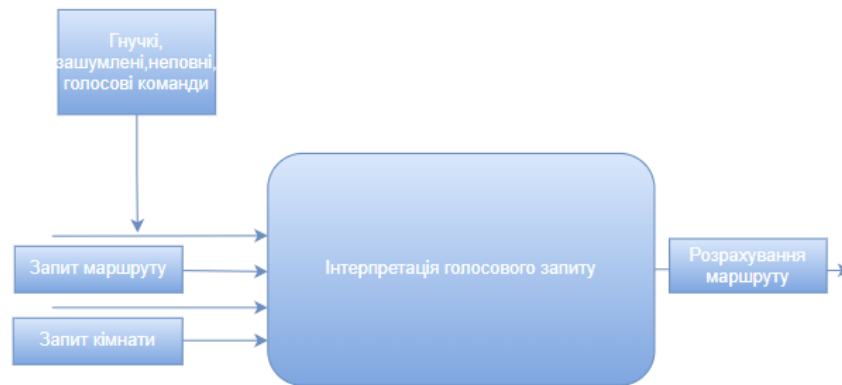 Гнучкі,
зашумлені,неповні,
голосові команди
Запит маршруту
Інтерпретація голосового запиту
Розрахування
маршруту
Запит кімнати